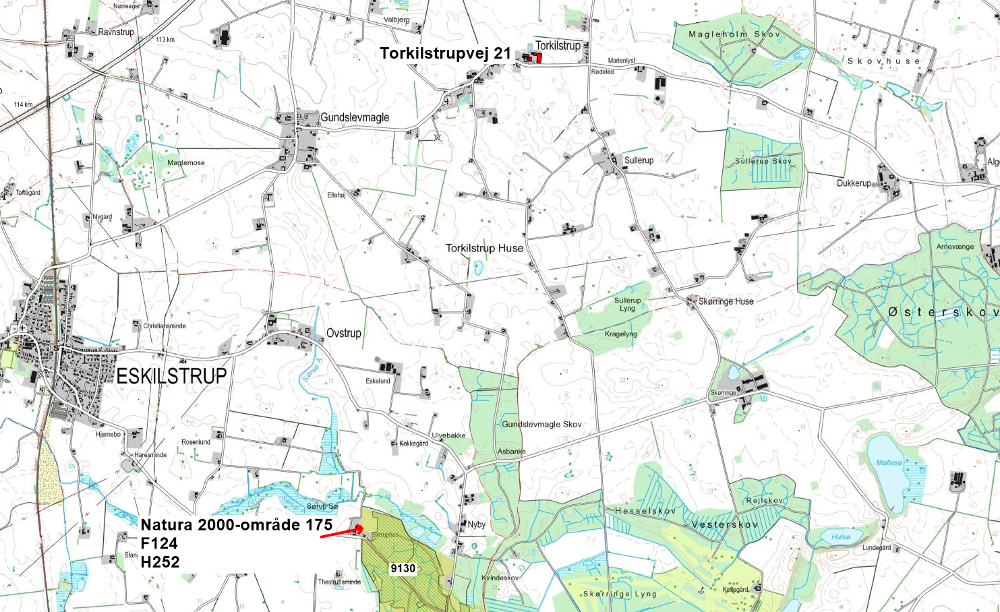 Nørreager
Ravnstrup
113 km
Valbjerg
Magleholm Skov
Torkilstrupvej 21
Torkilstrup
Marienlyst
Rødeled
Skovhuse
114 km
Gundslevmagle
Maglemose
Sullerup
Sullerup Skov
Dukkerup
Toftegård
Ellehøj
Nygård
Torkilstrup Huse
Arnevænge
Sullerup
Lyng
Skørringe Huse
Østerskov
Christiansminde
Ovstrup
Kragelyng
ESKILSTRUP
Sørup Å
Eskelund
Skørringe
Gundslevmagle Skov
Hjørnebo
Rosenlund
Ulvebakke
Kokkegård
Åsbanke
Haresminde
Møllesø
Sørup Sø
Rejlskov
Hesselskov
Vesterskov
Natura 2000-område 175
F124
H252
Søruphus
Nyby
Hulsø
Lundegård
9130
Thestrupsminde
Kvindeskov
Skørringe Lyng
Køllegård